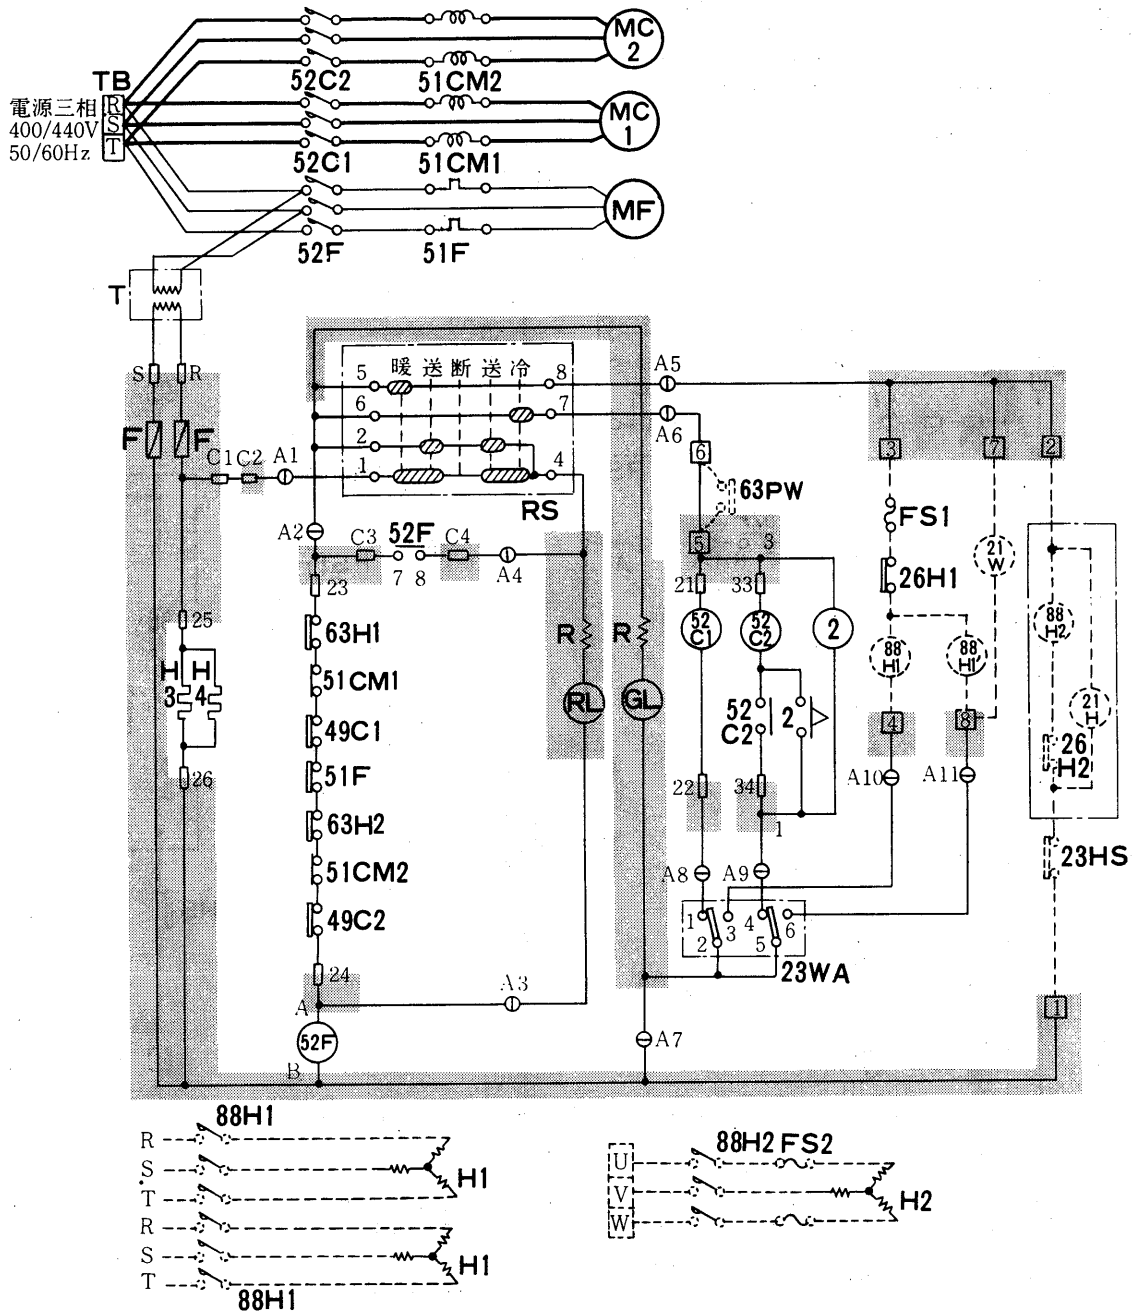 MC
2
52C2
51CM2
TB
電源三相
400/440V
50/60Hz
R
S
T
MC
1
52C1
51CM1
MF
52F
51F
T
S
R
F
F
C1
C2
A1
暖 送 断 送 冷
5
8
6
7
2
1
4
RS
A5
A6
3
7
2
6
63PW
5
3
A2
C3
52F
C4
7 8
A4
23
63H1
51CM1
49C1
51F
63H2
51CM2
49C2
24
A
52F
B
A3
25
H
3
H
4
26
R
RL
R
GL
21
33
52
C1
52
C2
2
52
C2
2
22
34
1
A8
A9
1
3
2
4
6
5
23WA
A7
FS1
26H1
21
W
88
H1
88
H1'
4
8
A10
A11
88
H2
21
H
26
H2
23HS
1
88H1
R
S
T
H1
R
S
T
H1
88H1
88H2 FS2
U
V
W
H2